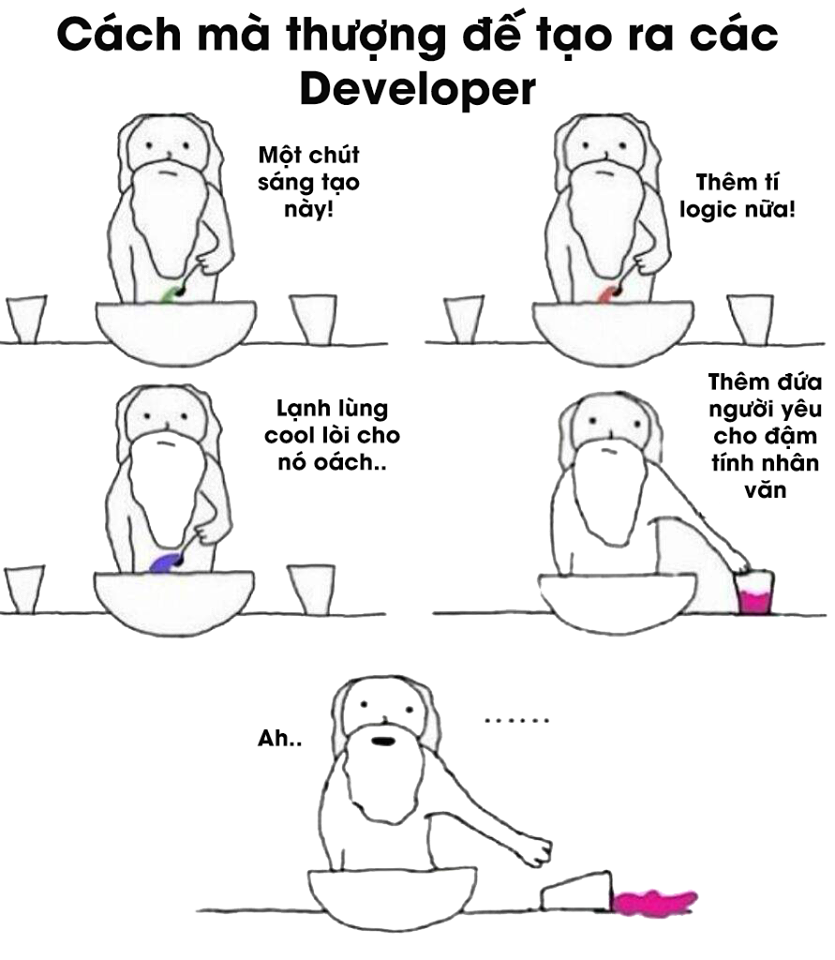 Cách mà thượng đế tạo ra các
Developer
Một chút
sáng tạo
này!
Thêm tí
logic nữa!
Lạnh lùng
cool lòi cho
nó oách..
Thêm đứa
người yêu
cho đậm
tính nhân
văn
Ah..
......